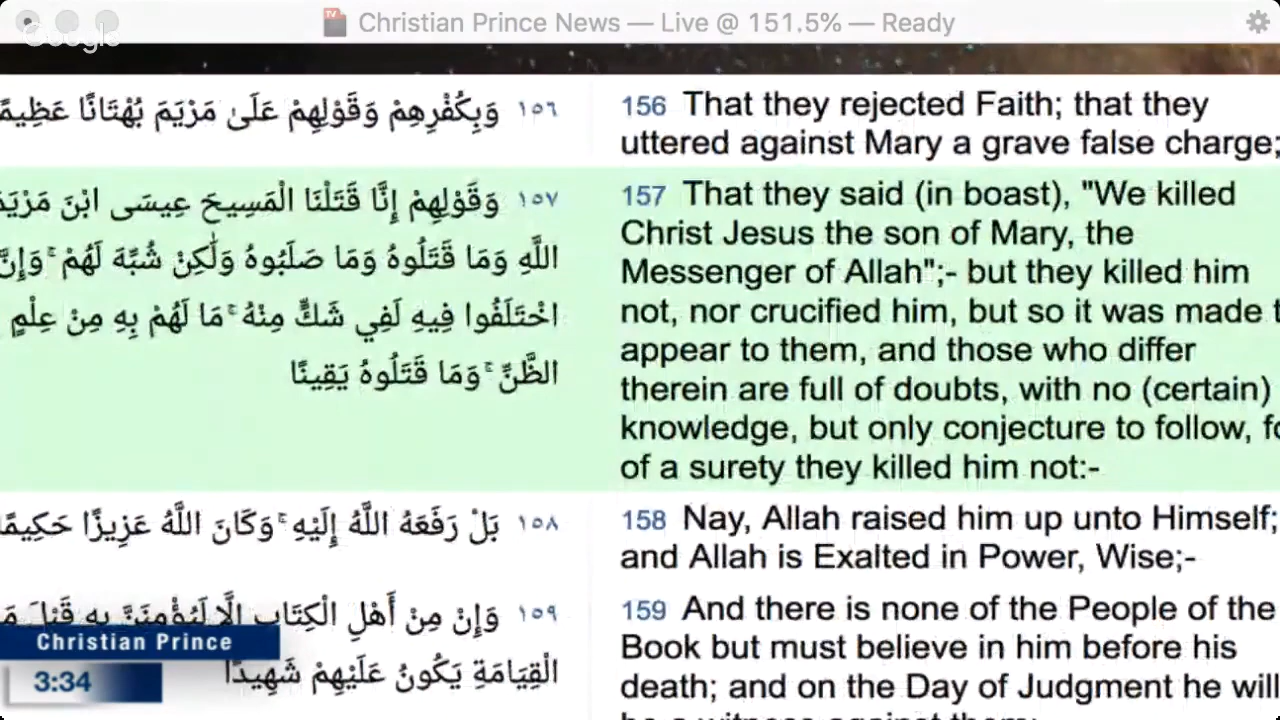 Christian Prince News — Live @ 151.5% — Ready
Google
وَبِكُفْرِهِمْ وَقَوْلِهِمْ عَلَىٰ مَرْيَمَ بُهْتَانًا ١٥٦
156 That they rejected Faith; that they
uttered against Mary a grave false charge;
وَقَوْلِهِمْ إِنَّا قَتَلْنَا الْمَسِيحَ عِيسَى ابْنَ ١٥٧
اللَّهِ وَمَا قَتَلُوهُ وَمَا صَلَبُوهُ وَلَٰكِنْ شُبِّهَ لَهُمْ ۚ
اخْتَلَفُوا فِيهِ لَفِي شَكٍّ مِنْهُ ۚ مَا لَهُمْ بِهِ مِنْ عِلْمٍ
الظَّنِّ ۚ وَمَا قَتَلُوهُ يَقِينًا
157 That they said (in boast), "We killed
Christ Jesus the son of Mary, the
Messenger of Allah";- but they killed him
not, nor crucified him, but so it was made
appear to them, and those who differ
therein are full of doubts, with no (certain)
knowledge, but only conjecture to follow,
of a surety they killed him not:-
بَلْ رَفَعَهُ اللَّهُ إِلَيْهِ ۚ وَكَانَ اللَّهُ عَزِيزًا ١٥٨
158 Nay, Allah raised him up unto Himself;
and Allah is Exalted in Power, Wise;-
وَإِنْ مِنْ أَهْلِ الْكِتَابِ إِلَّا لَيُؤْمِنَنَّ بِهِ قَبْلَ ١٥٩
الْقِيَامَةِ يَكُونُ عَلَيْهِمْ شَهِيدًا
159 And there is none of the People of the
Book but must believe in him before his
death; and on the Day of Judgment he will
Christian Prince
3:34